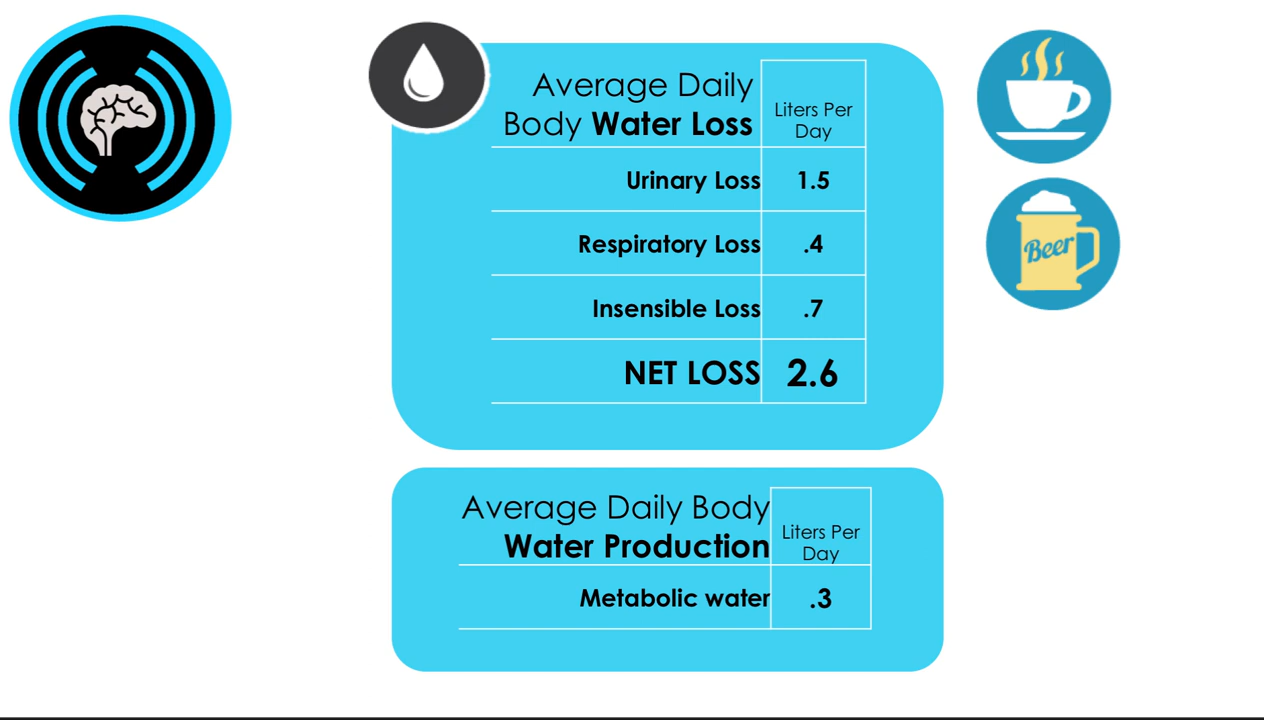 Average Daily
Body Water Loss
Liters Per
Day
Urinary Loss 1.5
Respiratory Loss .4
Insensible Loss .7
NET LOSS 2.6
Average Daily Body
Water Production
Liters Per
Day
Metabolic water .3
Beer